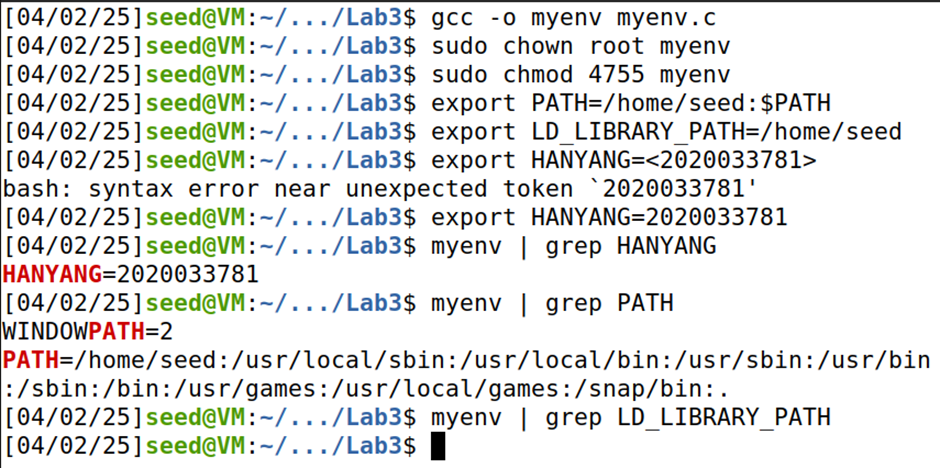 [04/02/25]seed@VM:~/.../Lab3$ gcc -o myenv myenv.c
[04/02/25]seed@VM:~/.../Lab3$ sudo chown root myenv
[04/02/25]seed@VM:~/.../Lab3$ sudo chmod 4755 myenv
[04/02/25]seed@VM:~/.../Lab3$ export PATH=/home/seed:$PATH
[04/02/25]seed@VM:~/.../Lab3$ export LD_LIBRARY_PATH=/home/seed
[04/02/25]seed@VM:~/.../Lab3$ export HANYANG=<2020033781>
bash: syntax error near unexpected token `2020033781'
[04/02/25]seed@VM:~/.../Lab3$ export HANYANG=2020033781
[04/02/25]seed@VM:~/.../Lab3$ myenv | grep HANYANG
HANYANG=2020033781
[04/02/25]seed@VM:~/.../Lab3$ myenv | grep PATH
WINDOWPATH=2
PATH=/home/seed:/usr/local/sbin:/usr/local/bin:/usr/sbin:/usr/bin
:/sbin:/bin:/usr/games:/usr/local/games:/snap/bin:.
[04/02/25]seed@VM:~/.../Lab3$ myenv | grep LD_LIBRARY_PATH
[04/02/25]seed@VM:~/.../Lab3$